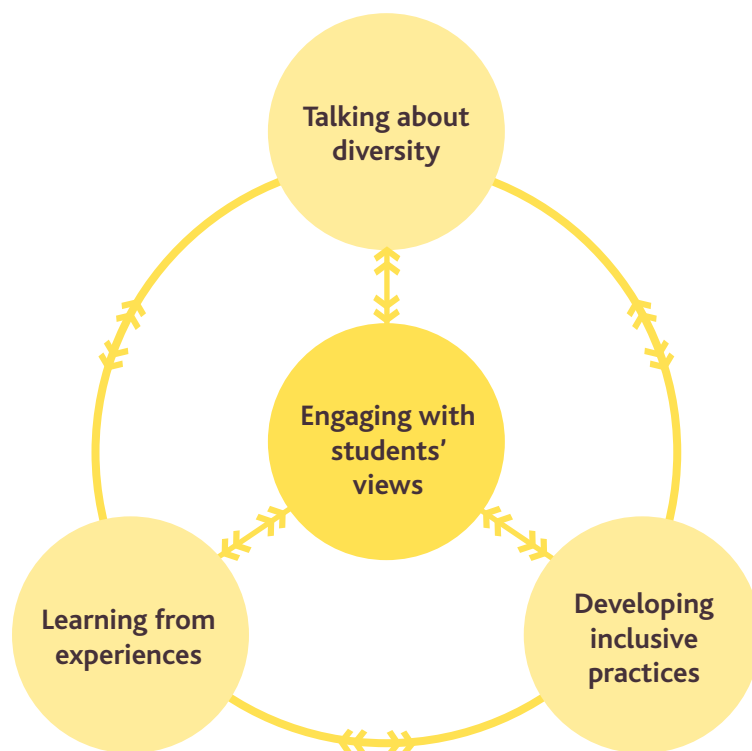 Talking about
diversity
Engaging with
students’
views
Learning from
experiences
Developing
inclusive
practices